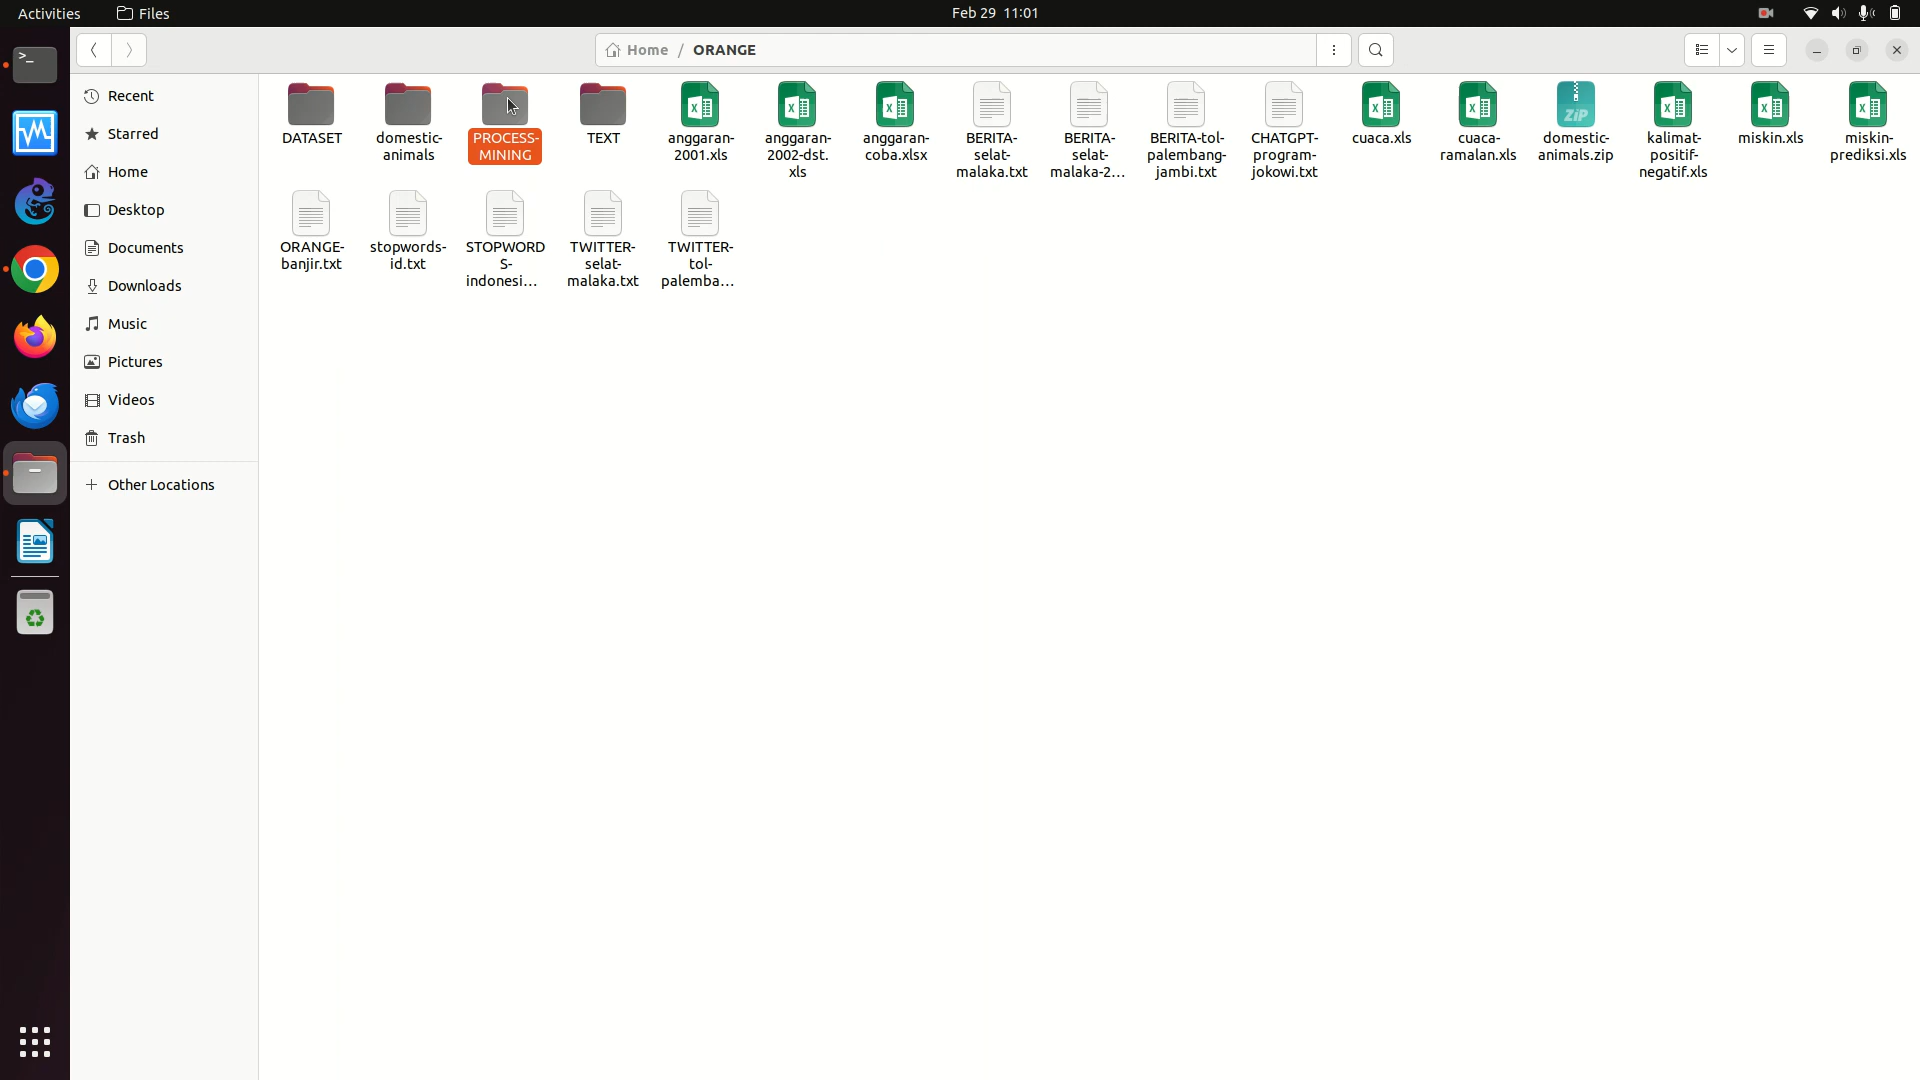 Activities
Files
Feb 29 11:01
Home / ORANGE
Recent
Starred
Home
Desktop
Documents
Downloads
Music
Pictures
Videos
Trash
Other Locations
DATASET
domestic-
animals
PROCESS-
MINING
TEXT
anggaran-
2001.xls
anggaran-
2002-dst.
xls
anggaran-
coba.xlsx
BERITA-
selat-
malaka.txt
BERITA-
selat-
malaka-2...
BERITA-tol-
palembang-
jambi.txt
CHATGPT-
program-
jokowi.txt
cuaca.xls
cuaca-
ramalan.xls
ZIP
domestic-
animals.zip
kalimat-
positif-
negatif.xls
miskin.xls
miskin-
prediksi.xls
ORANGE-
banjir.txt
stopwords-
id.txt
STOPWORD
S-
indonesi...
TWITTER-
selat-
malaka.txt
TWITTER-
tol-
palemba...